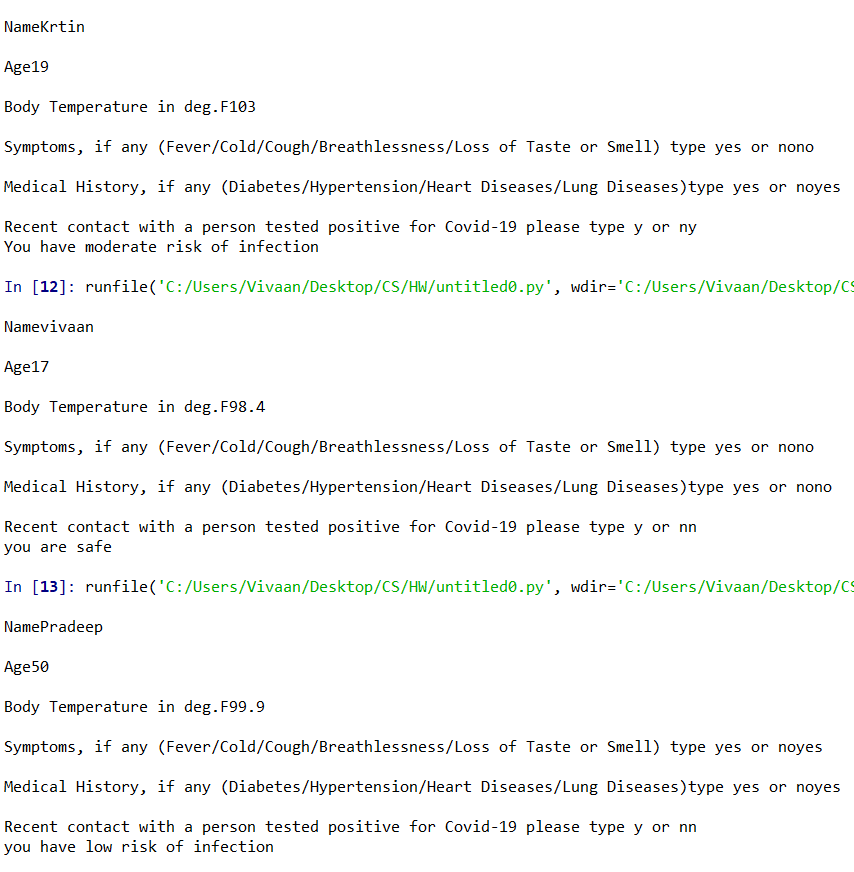 NameKrtin
Age19
Body Temperature in deg.F103
Symptoms, if any (Fever/Cold/Cough/Breathlessness/Loss of Taste or Smell) type yes or nono
Medical History, if any (Diabetes/Hypertension/Heart Diseases/Lung Diseases)type yes or noyes
Recent contact with a person tested positive for Covid-19 please type y or ny
You have moderate risk of infection
In [12]: runfile('C:/Users/Vivaan/Desktop/CS/HW/untitled0.py', wdir='C:/Users/Vivaan/Desktop/CS
Namevivaan
Age17
Body Temperature in deg.F98.4
Symptoms, if any (Fever/Cold/Cough/Breathlessness/Loss of Taste or Smell) type yes or nono
Medical History, if any (Diabetes/Hypertension/Heart Diseases/Lung Diseases)type yes or nono
Recent contact with a person tested positive for Covid-19 please type y or nn
you are safe
In [13]: runfile('C:/Users/Vivaan/Desktop/CS/HW/untitled0.py', wdir='C:/Users/Vivaan/Desktop/CS
NamePradeep
Age50
Body Temperature in deg.F99.9
Symptoms, if any (Fever/Cold/Cough/Breathlessness/Loss of Taste or Smell) type yes or noyes
Medical History, if any (Diabetes/Hypertension/Heart Diseases/Lung Diseases)type yes or noyes
Recent contact with a person tested positive for Covid-19 please type y or nn
you have low risk of infection